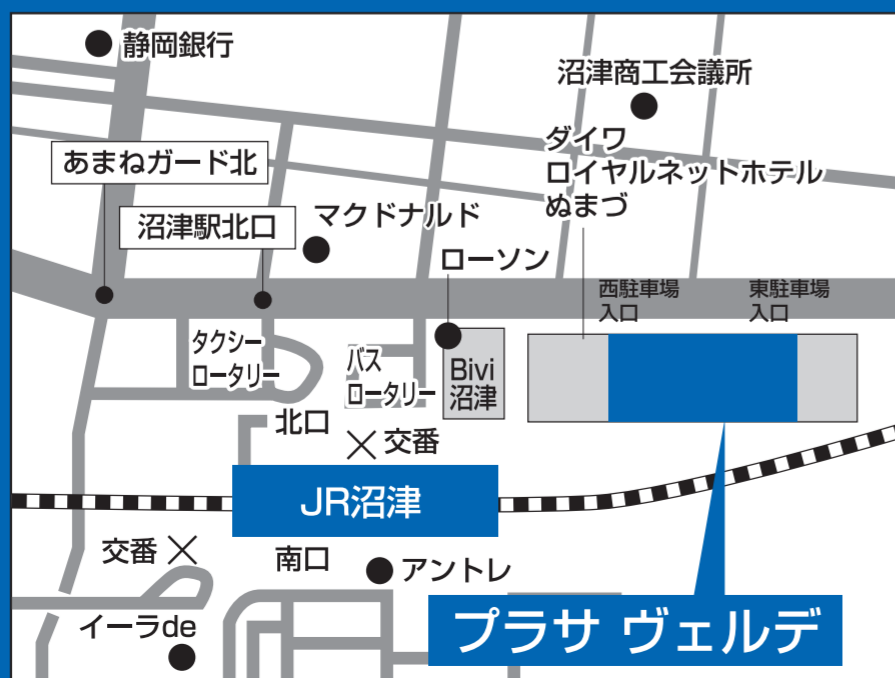 静岡銀行
沼津商工会議所
ダイワ
ロイヤルネットホテル
ぬまづ
あまねガード北
沼津駅北口
マクドナルド
ローソン
西駐車場
入口
東駐車場
入口
タクシー
ロータリー
バス
ロータリー
Bivi
沼津
北口
交番
JR沼津
交番
南口
アントレ
イーラde
プラサ ヴェルデ